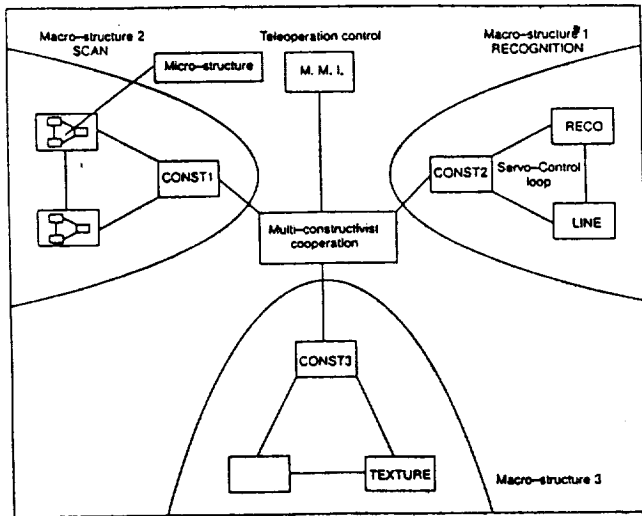 Macro-structure 2
SCAN
Teleoperation control
Macro-structure 1
RECOGNITION
Micro-structure
M. M. I.
RECO
CONST1
CONST2
Servo-Control
loop
LINE
Multi-constructivist
cooperation
CONST3
TEXTURE
Macro-structure 3